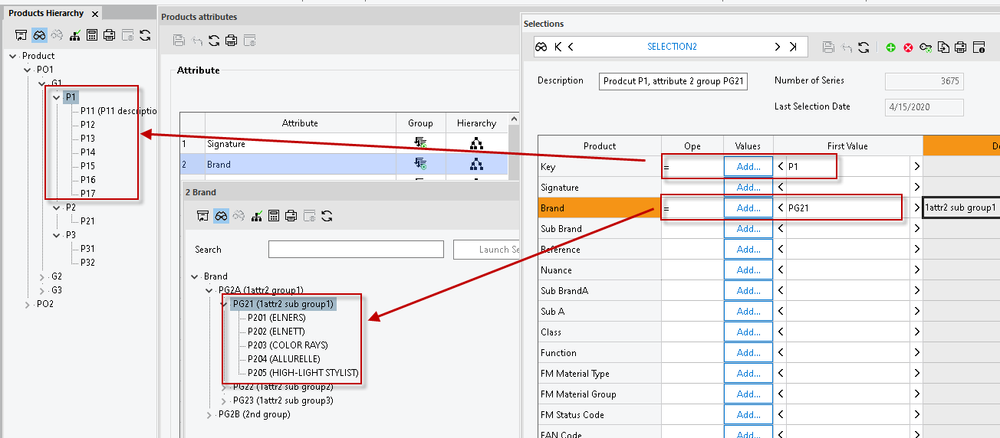 Products Hierarchy
Product
PO1
G1
P1
P11 (P11 descriptio
P12
P13
P14
P15
P16
P17
P2
P21
P3
P31
P32
G2
G3
PO2
Products attributes
Attribute
Attribute Group Hierarchy
1 Signature
2 Brand
2 Brand
Search Launch Se
Brand
PG2A (1attr2 group1)
PG21 (1attr2 sub group1)
P201 (ELNERS)
P202 (ELNETT)
P203 (COLOR RAYS)
P204 (ALLURELLE)
P205 (HIGH-LIGHT STYLIST)
PG22 (1attr2 sub group2)
PG23 (1attr2 sub group3)
PG2B (2nd group)
Selections
SELECTION2
Description Prodcut P1, attribute 2 group PG21 Number of Series 3675
Last Selection Date 4/15/2020
Product Ope Values First Value De
Key = Add... < P1 >
Signature Add... < >
Brand = Add... < PG21 > 1attr2 sub group1
Sub Brand Add... < >
Reference Add... < >
Nuance Add... < >
Sub BrandA Add... < >
Sub A Add... < >
Class Add... < >
Function Add... < >
FM Material Type Add... < >
FM Material Group Add... < >
FM Status Code Add... < >
EAN Code Add...